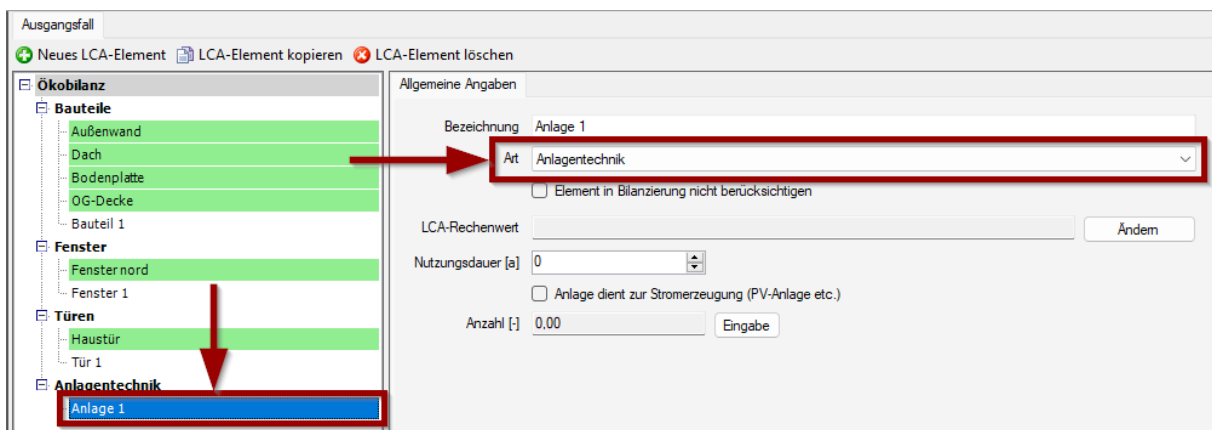 Ausgangsfall
Neues LCA-Element LCA-Element kopieren LCA-Element löschen
Ökobilanz
Bauteile
Außenwand
Dach
Bodenplatte
OG-Decke
Bauteil 1
Fenster
Fenster nord
Fenster 1
Türen
Haustür
Tür 1
Anlagentechnik
Anlage 1
Allgemeine Angaben
Bezeichnung Anlage 1
Art Anlagentechnik
Element in Bilanzierung nicht berücksichtigen
LCA-Rechenwert Ändern
Nutzungsdauer [a] 0
Anlage dient zur Stromerzeugung (PV-Anlage etc.)
Anzahl [-] 0,00 Eingabe